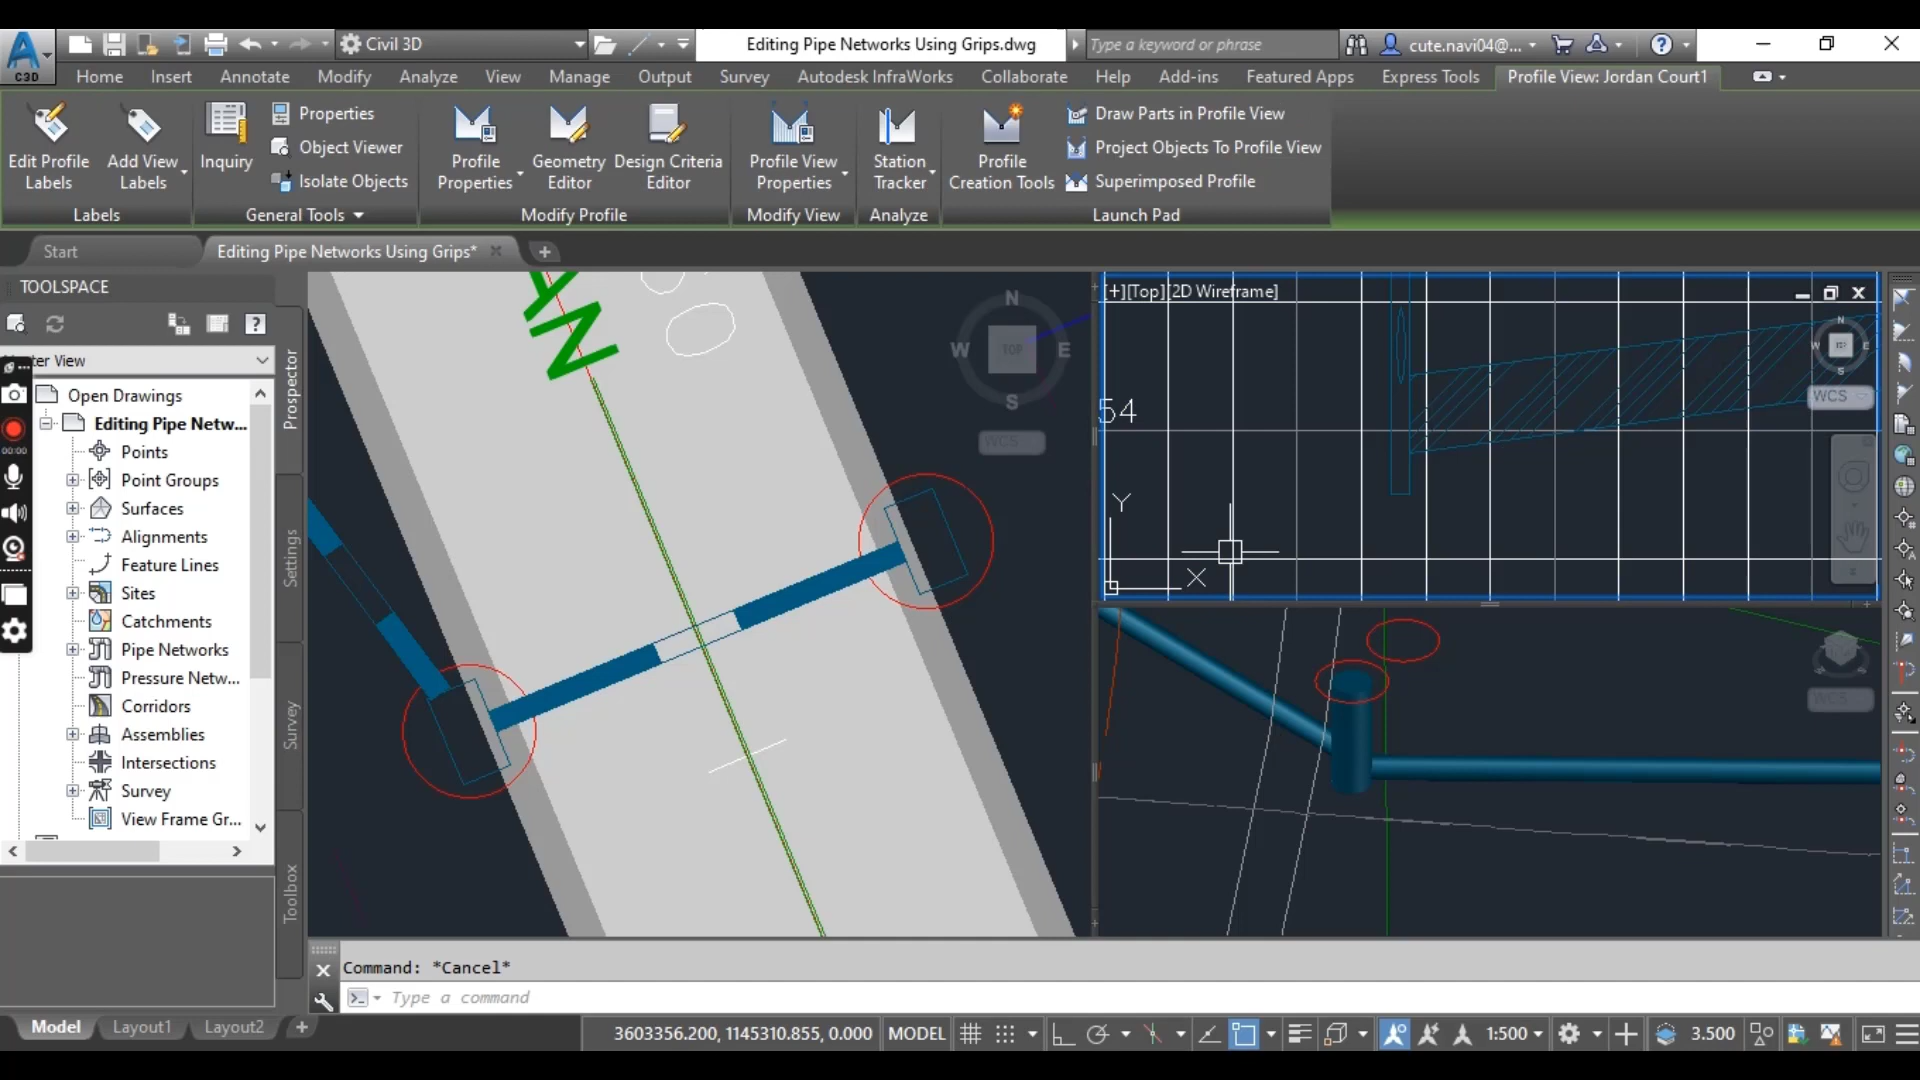 C3D
Civil 3D
Editing Pipe Networks Using Grips.dwg
Type a keyword or phrase
cute.navi04@...
Home Insert Annotate Modify Analyze View Manage Output Survey Autodesk InfraWorks Collaborate Help Add-ins Featured Apps Express Tools Profile View: Jordan Court1
Edit Profile Labels
Add View Labels
Labels
Inquiry
Properties
Object Viewer
Isolate Objects
General Tools
Profile Properties
Geometry Editor
Design Criteria Editor
Modify Profile
Profile View Properties
Modify View
Station Tracker
Analyze
Profile Creation Tools
Draw Parts in Profile View
Project Objects To Profile View
Superimposed Profile
Launch Pad
Start
Editing Pipe Networks Using Grips*
TOOLSPACE
ter View
Open Drawings
Editing Pipe Netw...
Points
Point Groups
Surfaces
Alignments
Feature Lines
Sites
Catchments
Pipe Networks
Pressure Netw...
Corridors
Assemblies
Intersections
Survey
View Frame Gr...
00:00
Prospector
Settings
Survey
Toolbox
AN
N
W TOP E
S
WCS
[+][Top][2D Wireframe]
N
W E
S
WCS
54
Y
X
WCS
Command: *Cancel*
Type a command
Model Layout1 Layout2
3603356.200, 1145310.855, 0.000 MODEL 1:500 3.500